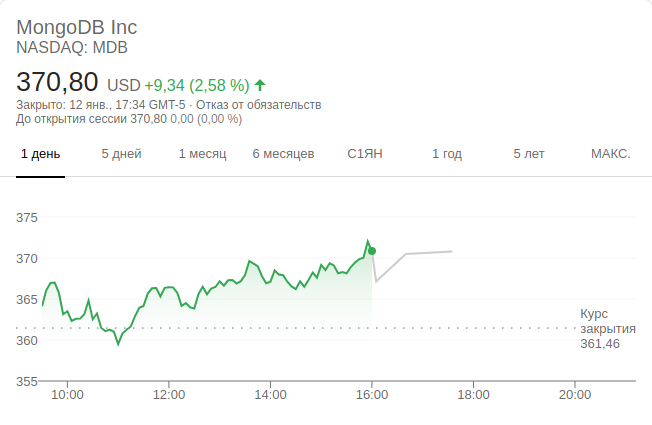 MongoDB Inc
NASDAQ: MDB
370,80 USD +9,34 (2,58 %)
Закрыто: 12 янв., 17:34 GMT-5 · Отказ от обязательств
До открытия сессии 370,80 0,00 (0,00 %)
1 день 5 дней 1 месяц 6 месяцев С1ЯН 1 год 5 лет МАКС.
375
370
365
Курс
закрытия
361,46
360
355
10:00 12:00 14:00 16:00 18:00 20:00